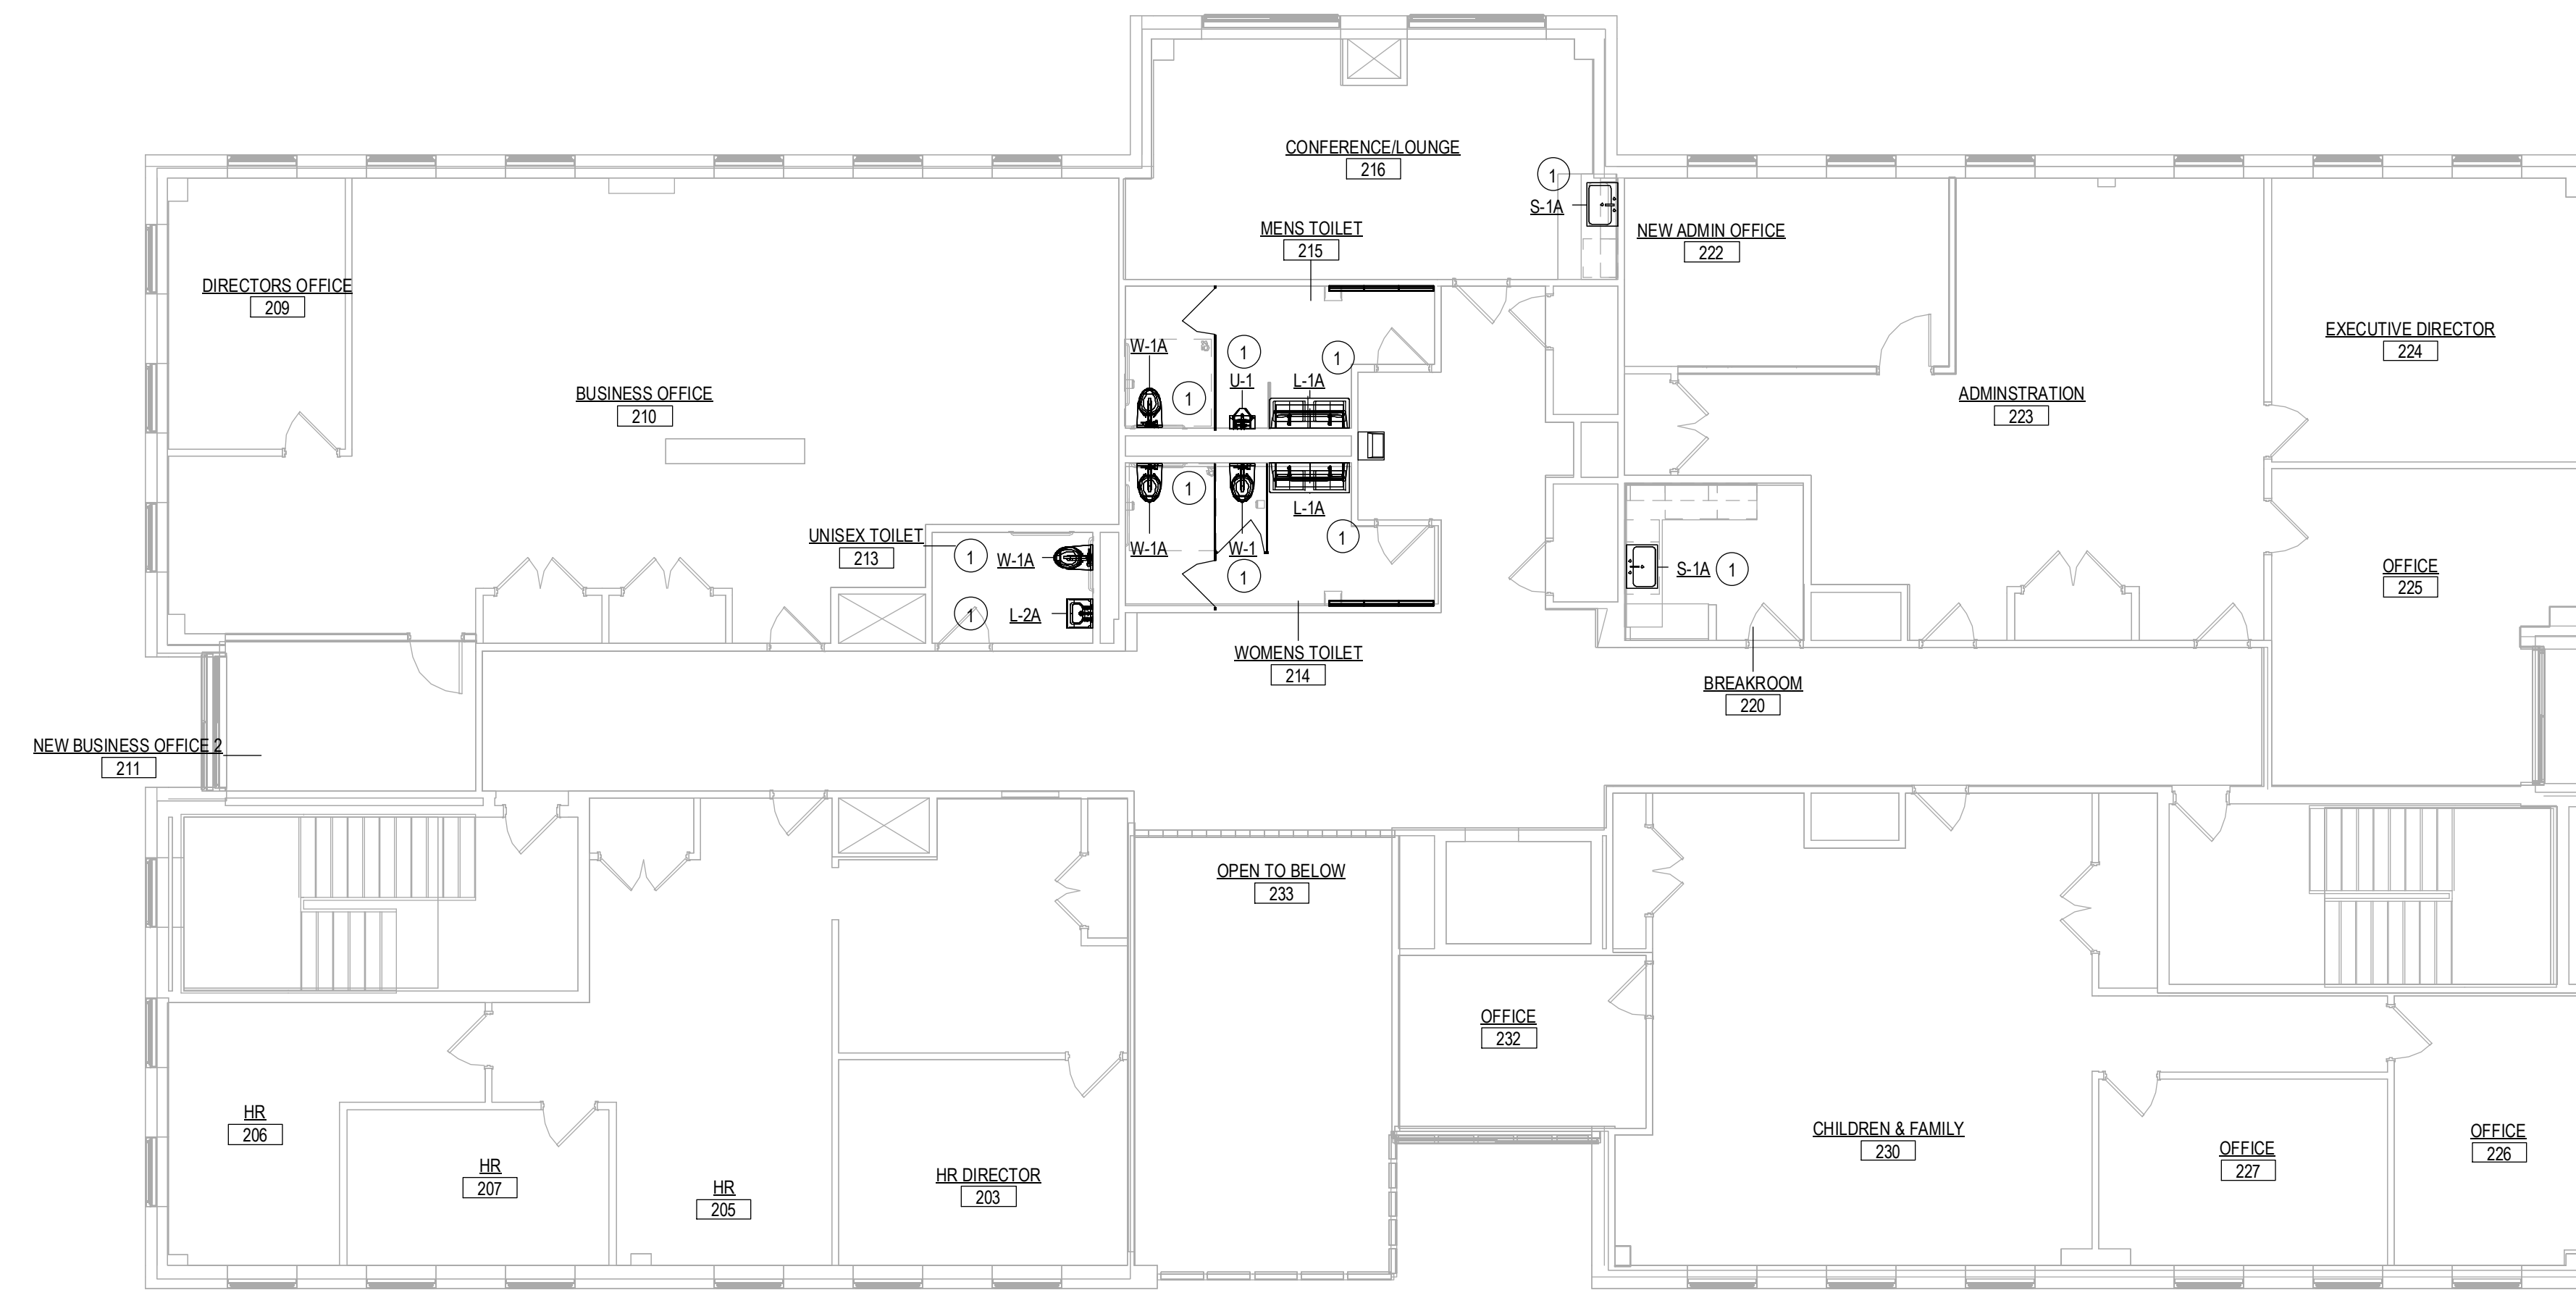 CONFERENCE/LOUNGE
216
1
S-1A
MENS TOILET
215
NEW ADMIN OFFICE
222
DIRECTORS OFFICE
209
EXECUTIVE DIRECTOR
224
W-1A
1
1
U-1
L-1A
1
BUSINESS OFFICE
210
ADMINSTRATION
223
1
L-1A
UNISEX TOILET
213
1
W-1A
W-1A
W-1
1
1
S-1A
1
OFFICE
225
1
L-2A
WOMENS TOILET
214
BREAKROOM
220
NEW BUSINESS OFFICE 2
211
OPEN TO BELOW
233
OFFICE
232
HR
206
CHILDREN & FAMILY
230
OFFICE
226
OFFICE
227
HR
207
HR DIRECTOR
203
HR
205